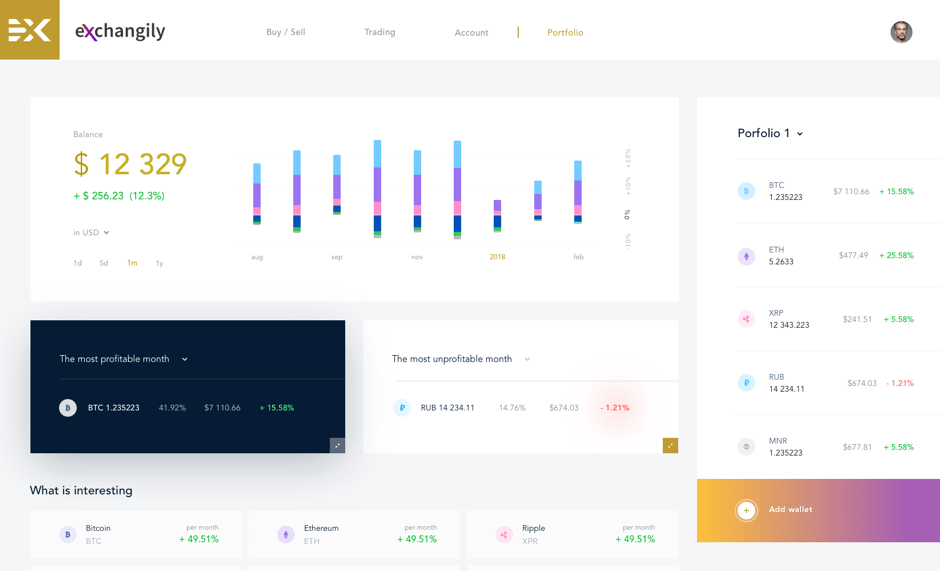 exchangily
Buy / Sell
Trading
Account
Portfolio
Balance
$ 12 329
+ $ 256.23 (12.3%)
in USD
1d 5d 1m 1y
+20%
+10%
0%
-10%
aug sep nov 2018 feb
Porfolio 1
BTC
1.235223
$7 110.66 + 15.58%
ETH
5.2633
$477.49 + 25.58%
XRP
12 343.223
$241.51 + 5.58%
RUB
14 234.11
$674.03 - 1.21%
MNR
1.235223
$677.81 + 5.58%
Add wallet
The most profitable month
BTC 1.235223 41.92% $7 110.66 + 15.58%
The most unprofitable month
RUB 14 234.11 14.76% $674.03 - 1.21%
What is interesting
Bitcoin
BTC
per month
+ 49.51%
Ethereum
ETH
per month
+ 49.51%
Ripple
XPR
per month
+ 49.51%